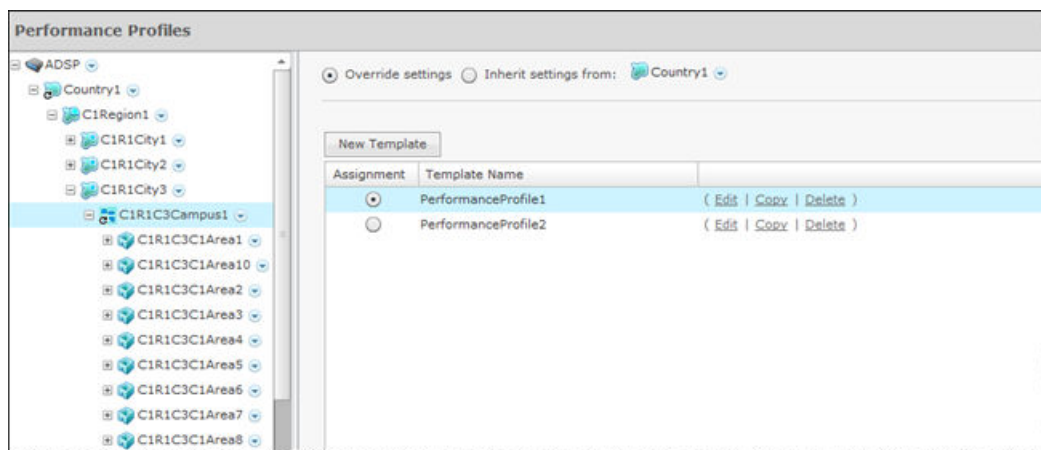 Performance Profiles
ADSP
Country1
C1Region1
C1R1City1
C1R1City2
C1R1City3
C1R1C3Campus1
C1R1C3C1Area1
C1R1C3C1Area10
C1R1C3C1Area2
C1R1C3C1Area3
C1R1C3C1Area4
C1R1C3C1Area5
C1R1C3C1Area6
C1R1C3C1Area7
C1R1C3C1Area8
Override settings Inherit settings from: Country1
New Template
Assignment Template Name
PerformanceProfile1 ( Edit | Copy | Delete )
PerformanceProfile2 ( Edit | Copy | Delete )